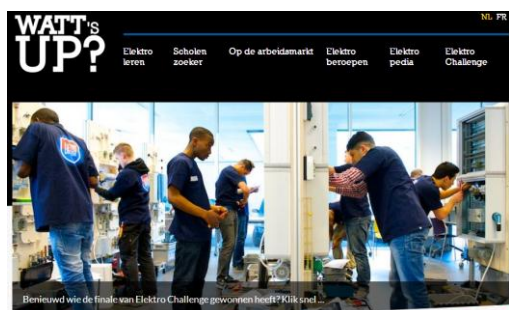 WATT's
UP?
NL FR
Elektro
leren
Scholen
zoeker
Op de arbeidsmarkt
Elektro
beroepen
Elektro
pedia
Elektro
Challenge
Benieuwd wie de finale van Elektro Challenge gewonnen heeft? Klik snel ...